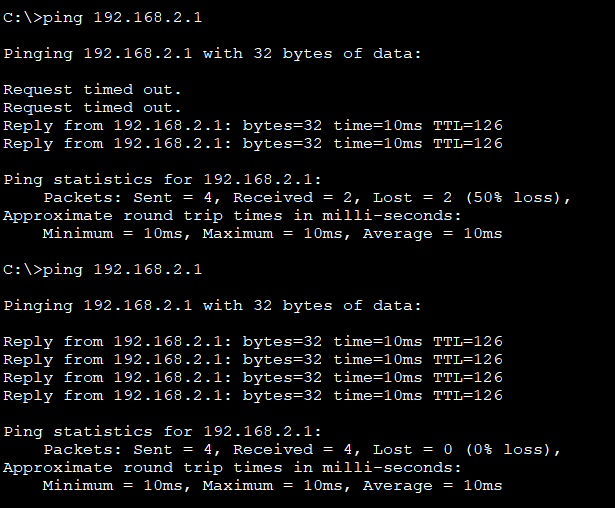 C:\>ping 192.168.2.1
Pinging 192.168.2.1 with 32 bytes of data:
Request timed out.
Request timed out.
Reply from 192.168.2.1: bytes=32 time=10ms TTL=126
Reply from 192.168.2.1: bytes=32 time=10ms TTL=126
Ping statistics for 192.168.2.1:
    Packets: Sent = 4, Received = 2, Lost = 2 (50% loss),
Approximate round trip times in milli-seconds:
    Minimum = 10ms, Maximum = 10ms, Average = 10ms
C:\>ping 192.168.2.1
Pinging 192.168.2.1 with 32 bytes of data:
Reply from 192.168.2.1: bytes=32 time=10ms TTL=126
Reply from 192.168.2.1: bytes=32 time=10ms TTL=126
Reply from 192.168.2.1: bytes=32 time=10ms TTL=126
Reply from 192.168.2.1: bytes=32 time=10ms TTL=126
Ping statistics for 192.168.2.1:
    Packets: Sent = 4, Received = 4, Lost = 0 (0% loss),
Approximate round trip times in milli-seconds:
    Minimum = 10ms, Maximum = 10ms, Average = 10ms